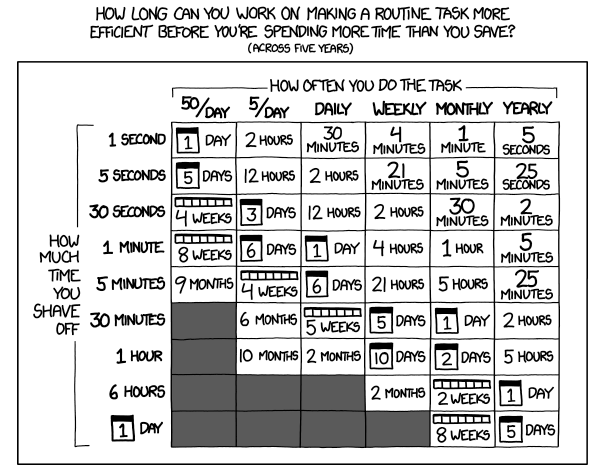 HOW LONG CAN YOU WORK ON MAKING A ROUTINE TASK MORE
EFFICIENT BEFORE YOU'RE SPENDING MORE TIME THAN YOU SAVE?
(ACROSS FIVE YEARS)
HOW OFTEN YOU DO THE TASK
50/DAY 5/DAY DAILY WEEKLY MONTHLY YEARLY
HOW MUCH TIME YOU SHAVE OFF
1 SECOND 1 DAY 2 HOURS 30 MINUTES 4 MINUTES 1 MINUTE 5 SECONDS
5 SECONDS 5 DAYS 12 HOURS 2 HOURS 21 MINUTES 5 MINUTES 25 SECONDS
30 SECONDS 4 WEEKS 3 DAYS 12 HOURS 2 HOURS 30 MINUTES 2 MINUTES
1 MINUTE 8 WEEKS 6 DAYS 1 DAY 4 HOURS 1 HOUR 5 MINUTES
5 MINUTES 9 MONTHS 4 WEEKS 6 DAYS 21 HOURS 5 HOURS 25 MINUTES
30 MINUTES 6 MONTHS 5 WEEKS 5 DAYS 1 DAY 2 HOURS
1 HOUR 10 MONTHS 2 MONTHS 10 DAYS 2 DAYS 5 HOURS
6 HOURS 2 MONTHS 2 WEEKS 1 DAY
1 DAY 8 WEEKS 5 DAYS